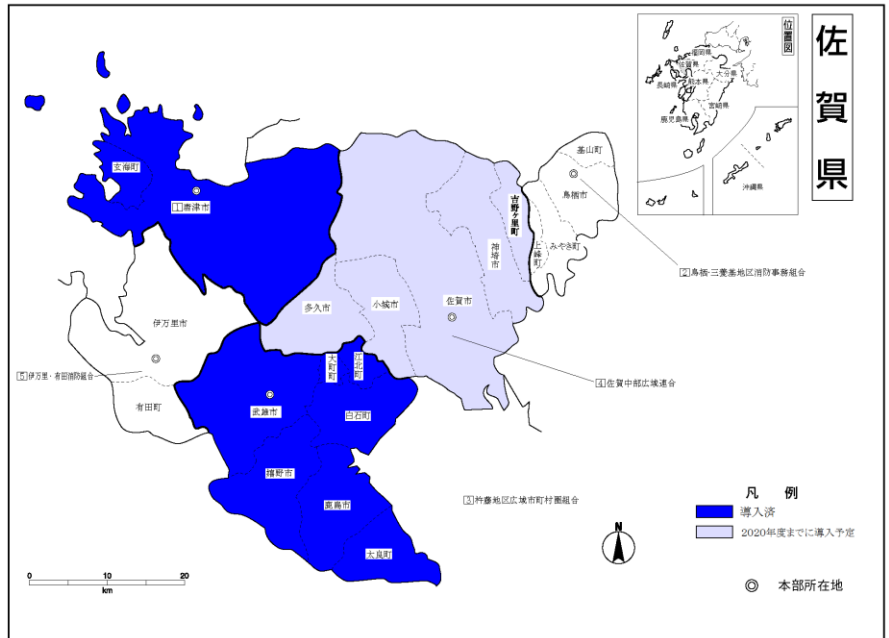 佐賀県
位置図
福岡県
佐賀県
大分県
長崎県
熊本県
宮崎県
鹿児島県
沖縄県
基山町
鳥栖市
みやき町
上峰町
吉野ヶ里町
神埼市
佐賀市
小城市
多久市
玄海町
1唐津市
2鳥栖・三養基地区消防事務組合
伊万里市
5伊万里・有田消防組合
有田町
4佐賀中部広域連合
大町町
江北町
武雄市
白石町
嬉野市
鹿島市
太良町
3杵藤地区広域市町村圏組合
凡 例
導入済
2020年度までに導入予定
本部所在地
N
0 10 20
km